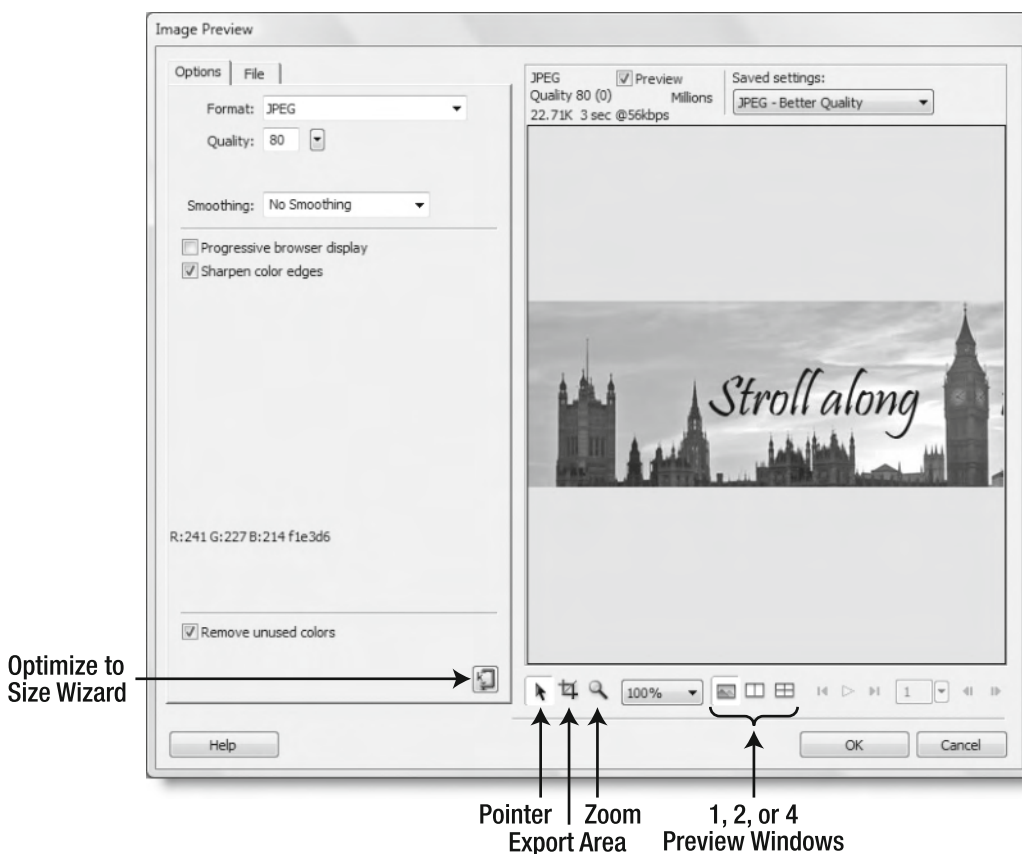 Image Preview
Options
File
Format: JPEG
Quality: 80
Smoothing: No Smoothing
Progressive browser display
Sharpen color edges
R:241 G:227 B:214 f1e3d6
Remove unused colors
Optimize to
Size Wizard
JPEG
Preview
Saved settings:
Quality 80 (0)
Millions
JPEG - Better Quality
22.71K 3 sec @56kbps
Stroll along
100%
1
Help
OK
Cancel
Pointer
Export Area
Zoom
1, 2, or 4
Preview Windows